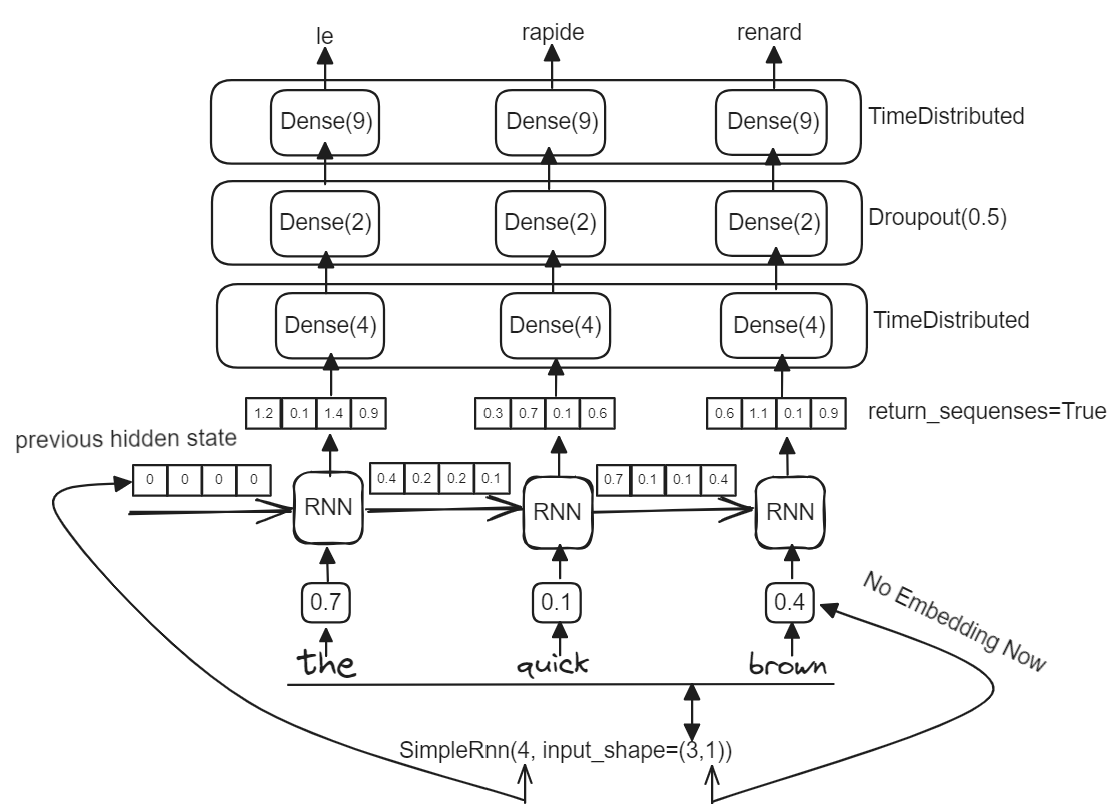 le rapide renard
Dense(9) Dense(9) Dense(9) TimeDistributed
Dense(2) Dense(2) Dense(2) Droupout(0.5)
Dense(4) Dense(4) Dense(4) TimeDistributed
1.2 0.1 1.4 0.9 0.3 0.7 0.1 0.6 0.6 1.1 0.1 0.9 return_sequenses=True
previous hidden state
0 0 0 0 0.4 0.2 0.2 0.1 0.7 0.1 0.1 0.4
RNN RNN RNN
0.7 0.1 0.4 No Embedding Now
the quick brown
SimpleRnn(4, input_shape=(3,1))